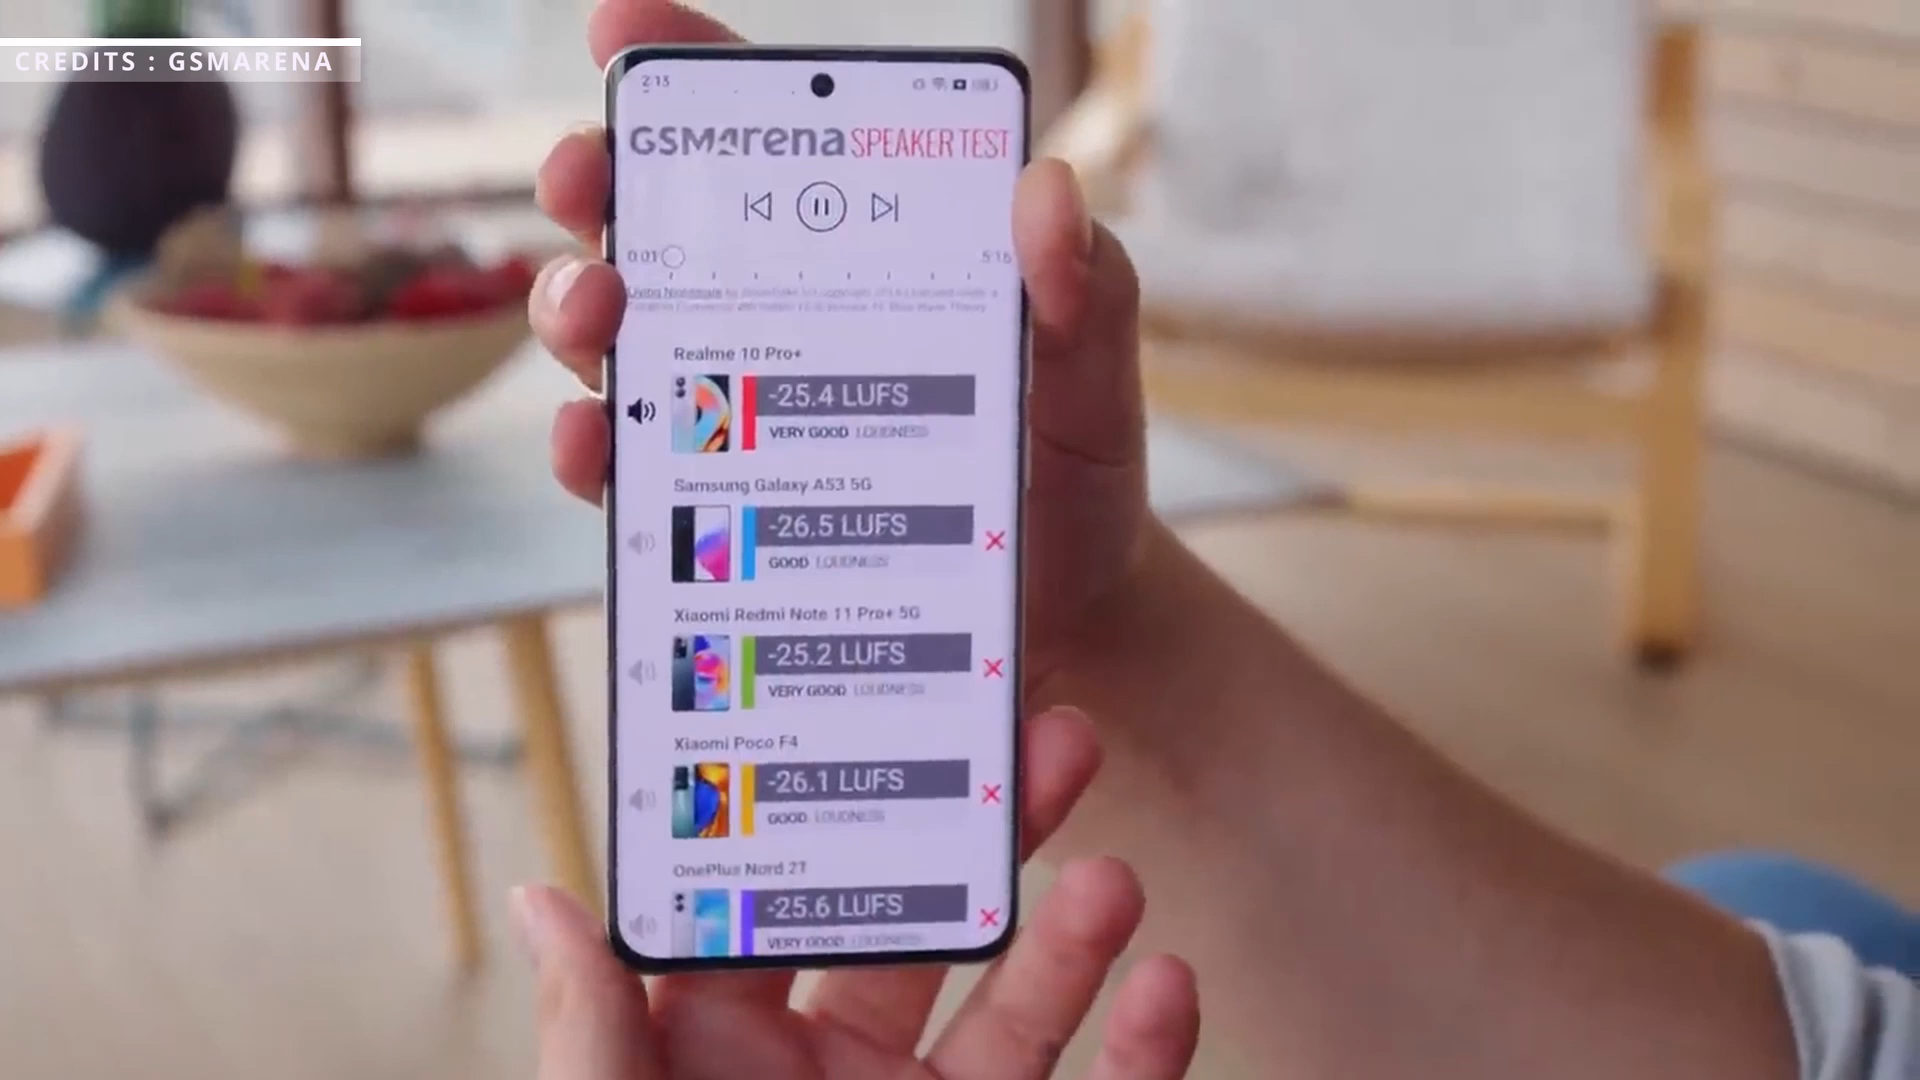 CREDITS : GSMARENA
2:13
GSMarena SPEAKER TEST
0:01
5:16
Realme 10 Pro+
-25.4 LUFS
VERY GOOD LOUDNESS
Samsung Galaxy A53 5G
-26.5 LUFS
GOOD LOUDNESS
Xiaomi Redmi Note 11 Pro+ 5G
-25.2 LUFS
VERY GOOD LOUDNESS
Xiaomi Poco F4
-26.1 LUFS
GOOD LOUDNESS
OnePlus Nord 2T
-25.6 LUFS
VERY GOOD LOUDNESS